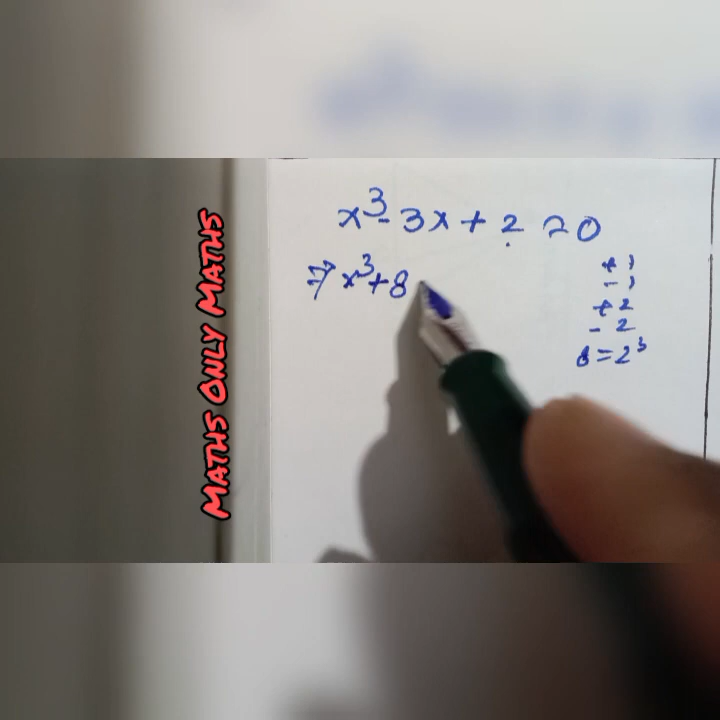 MATHS ONLY MATHS
x³-3x+2=0
⇒ x³+8
+1
-1
+2
-2
8=2³